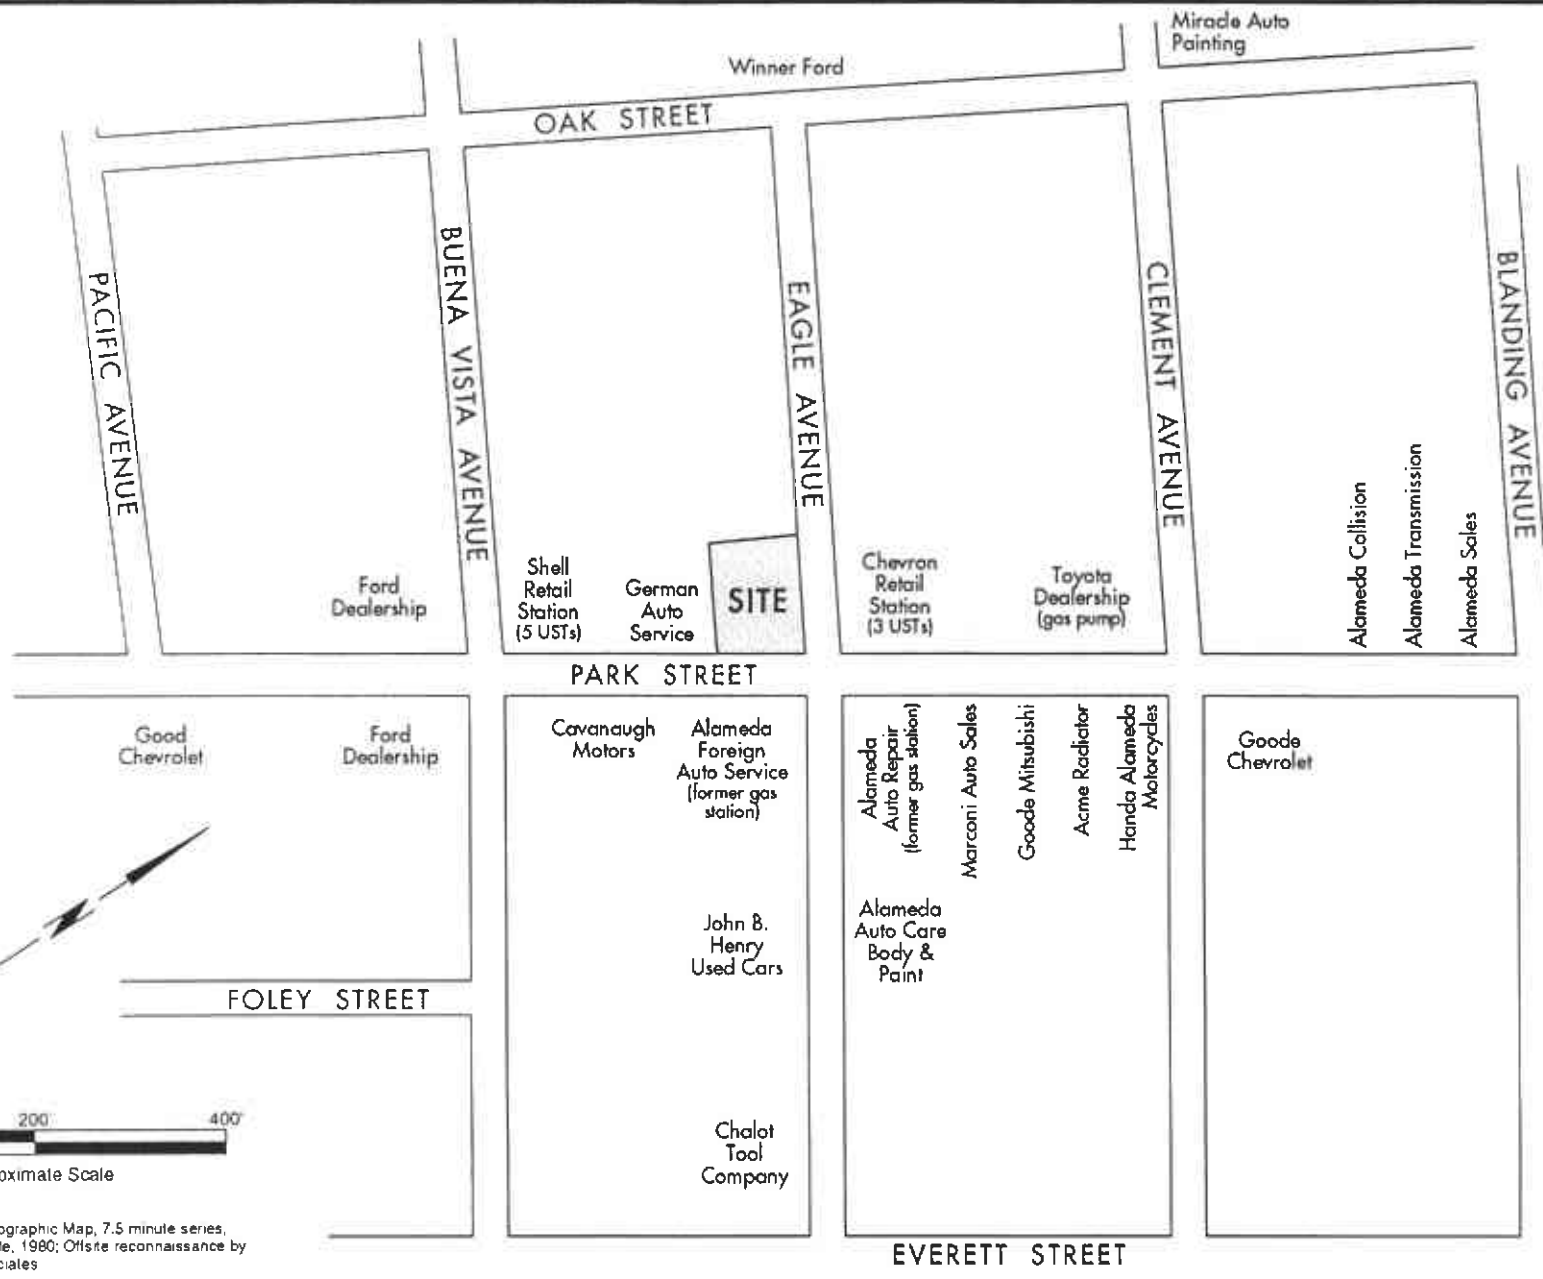 Miracle Auto
Painting
Winner Ford
OAK STREET
PACIFIC AVENUE
BUENA VISTA AVENUE
EAGLE AVENUE
CLEMENT AVENUE
BLANDING AVENUE
Ford
Dealership
Shell
Retail
Station
(5 USTs)
German
Auto
Service
SITE
Chevron
Retail
Station
(3 USTs)
Toyota
Dealership
(gas pump)
Alameda Collision
Alameda Transmission
Alameda Sales
PARK STREET
Good
Chevrolet
Ford
Dealership
Cavanaugh
Motors
Alameda
Foreign
Auto Service
(former gas
station)
Alameda
Auto Repair
(former gas station)
Marconi Auto Sales
Goode Mitsubishi
Acme Radiator
Handa Alameda
Motorcycles
Goode
Chevrolet
John B.
Henry
Used Cars
Alameda
Auto Care
Body &
Paint
FOLEY STREET
Chalot
Tool
Company
200 400'
oximate Scale
ographic Map, 7.5 minute series,
le, 1980; Offsite reconnaissance by
ciates
EVERETT STREET